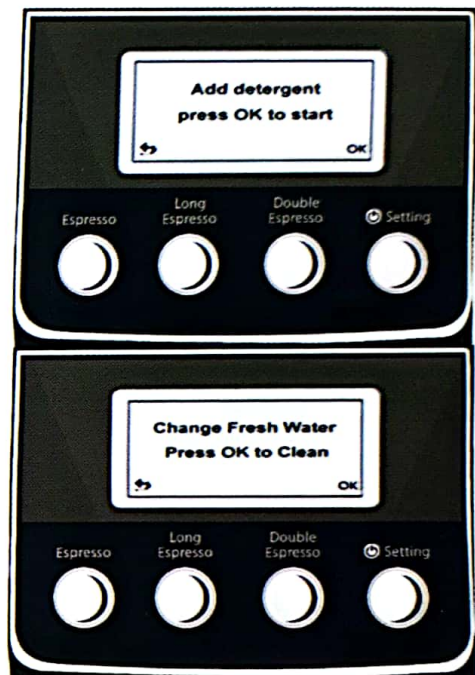 Add detergent
press OK to start
OK
Espresso
Long
Espresso
Double
Espresso
Setting
Change Fresh Water
Press OK to Clean
OK
Espresso
Long
Espresso
Double
Espresso
Setting